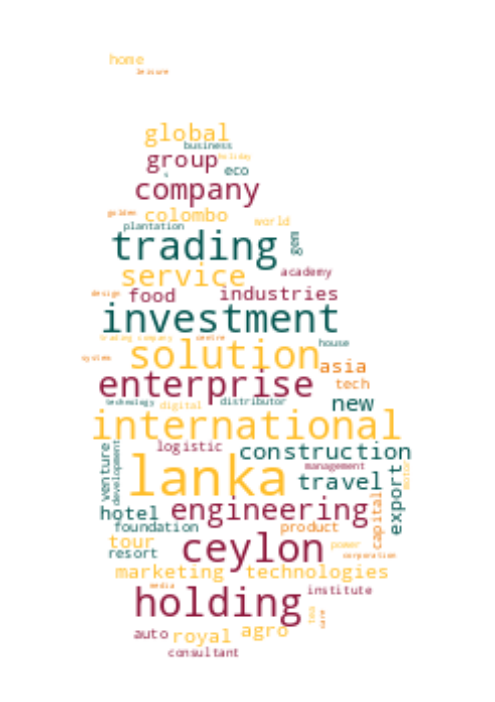 home
leisure
global
business
group holiday
eco
company
golden colombo world
plantation
trading gem
service academy
design food industries
investment
trading company centre
house
solution
system asia
enterprise tech
technology digital distributor new
international
logistic construction
venture development management motor
lanka travel export
hotel engineering capital
foundation product
tour ceylon power
resort corporation
marketing technologies
media institute
holding tea care
auto royal agro
consultant